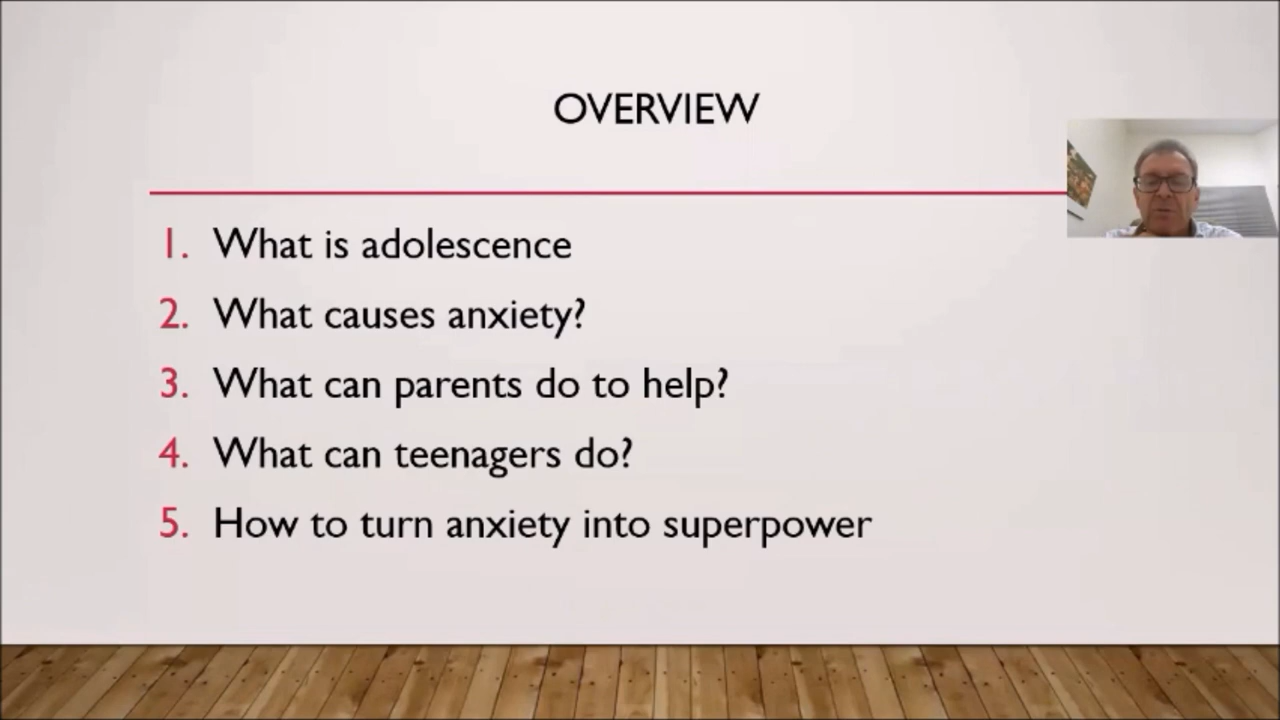 OVERVIEW
1. What is adolescence
2. What causes anxiety?
3. What can parents do to help?
4. What can teenagers do?
5. How to turn anxiety into superpower